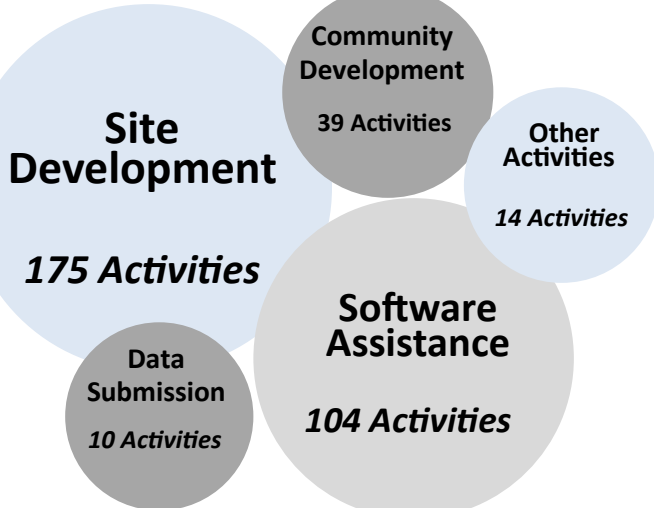 Community
Development
39 Activities
Site
Development
175 Activities
Other
Activities
14 Activities
Software
Assistance
104 Activities
Data
Submission
10 Activities